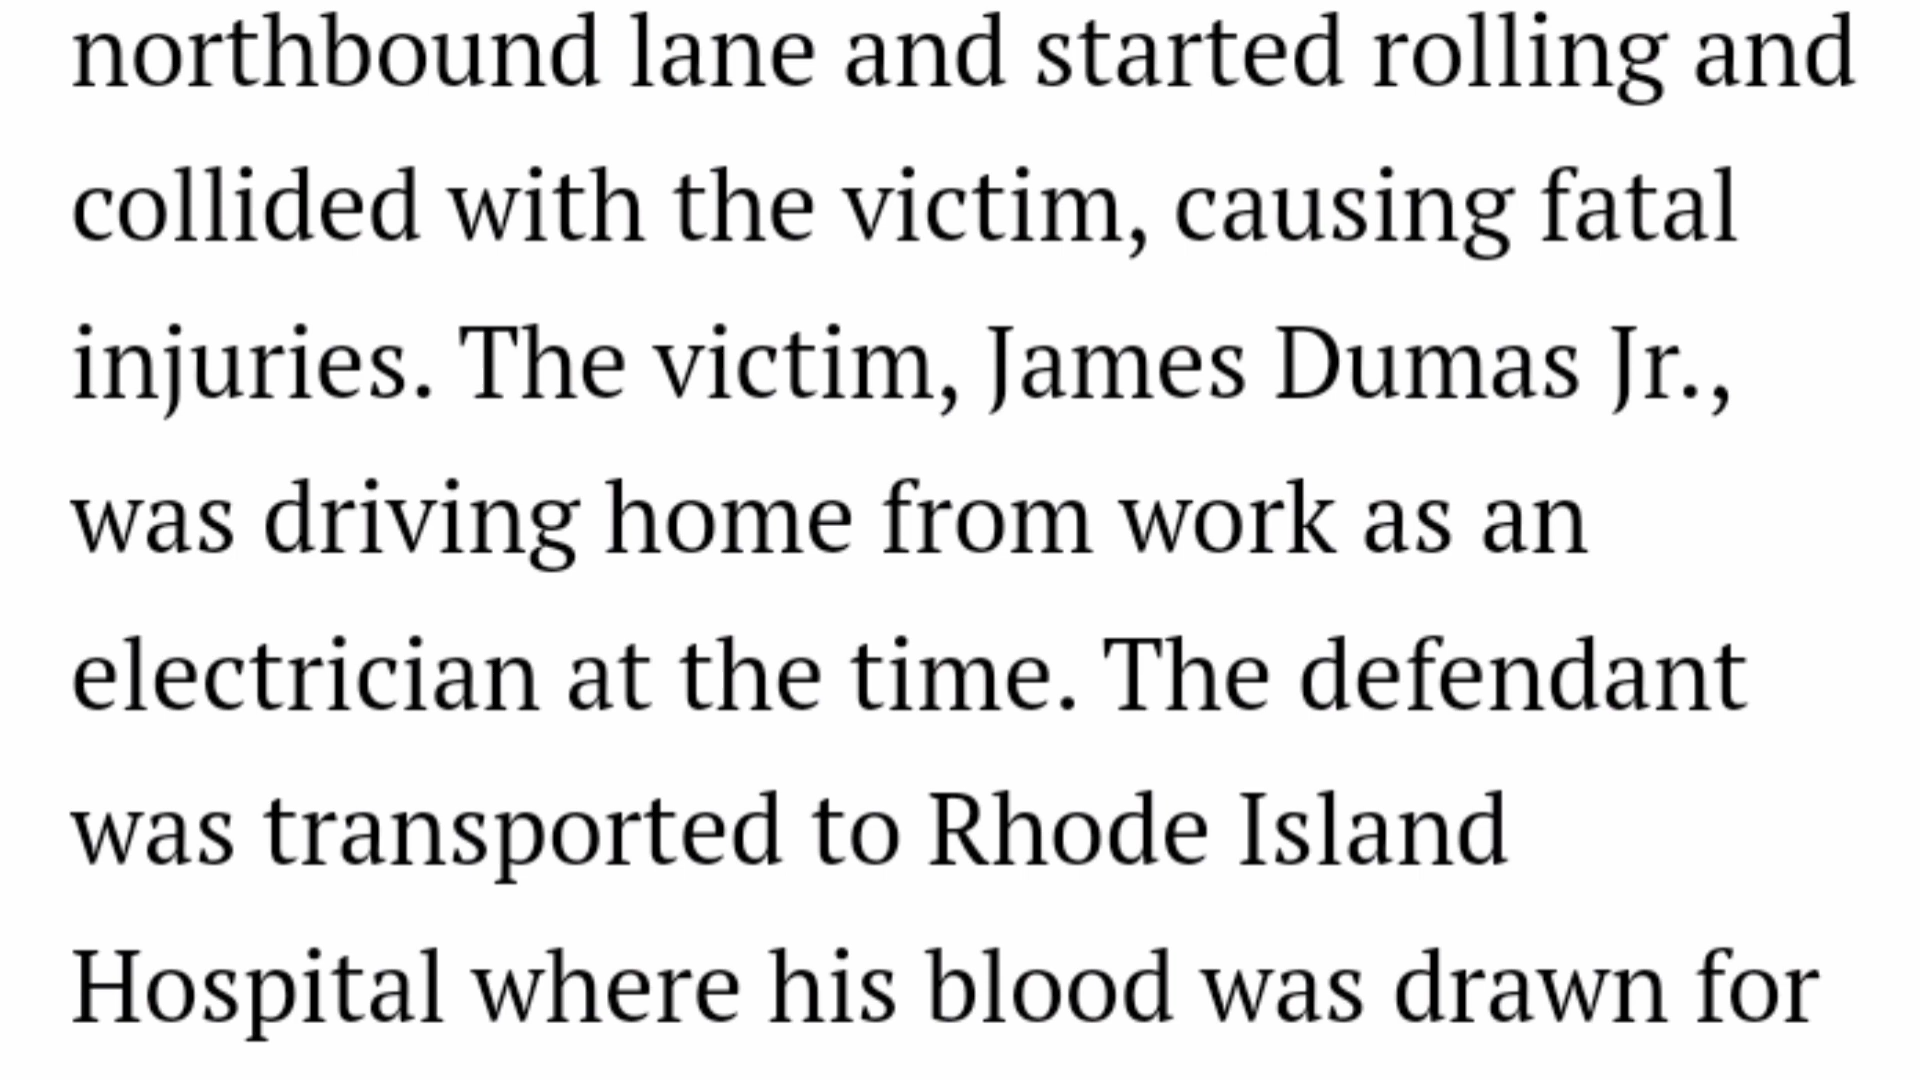 northbound lane and started rolling and
collided with the victim, causing fatal
injuries. The victim, James Dumas Jr.,
was driving home from work as an
electrician at the time. The defendant
was transported to Rhode Island
Hospital where his blood was drawn for